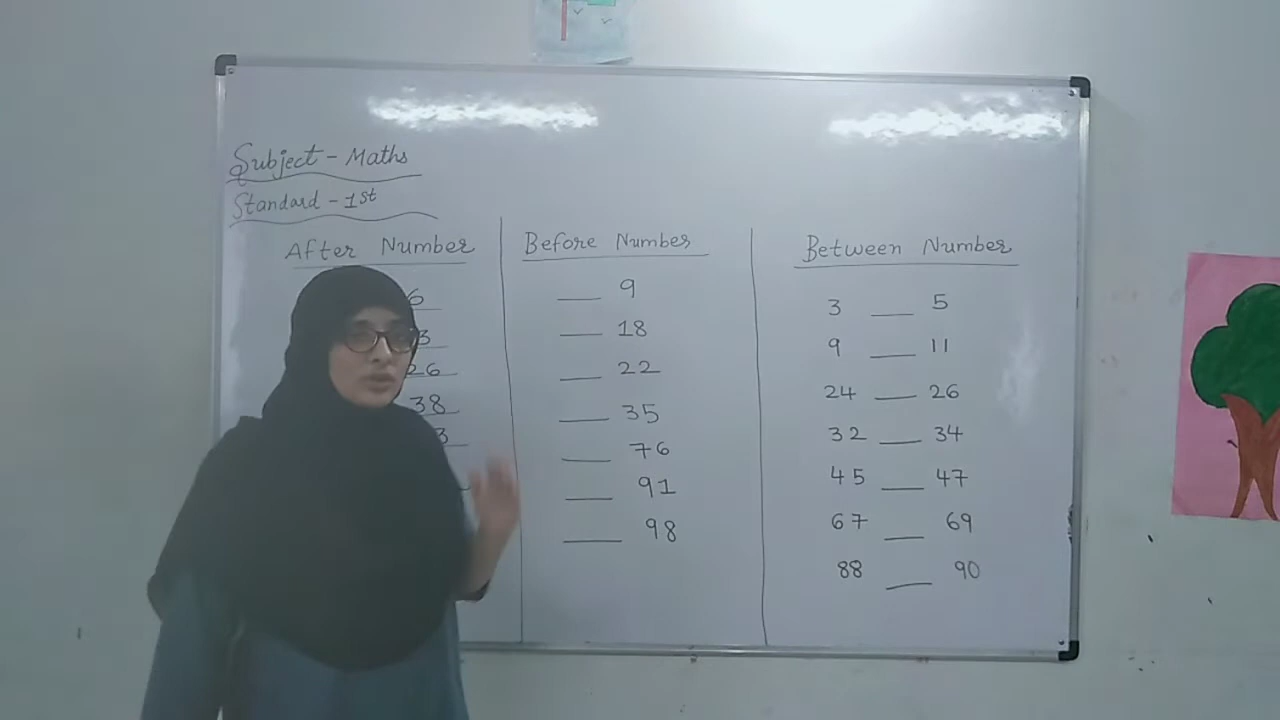 Subject - Maths
Standard - 1st
After Number
6
3
26
38
3
Before Number
___ 9
___ 18
___ 22
___ 35
___ 76
___ 91
___ 98
Between Number
3 ___ 5
9 ___ 11
24 ___ 26
32 ___ 34
45 ___ 47
67 ___ 69
88 ___ 90